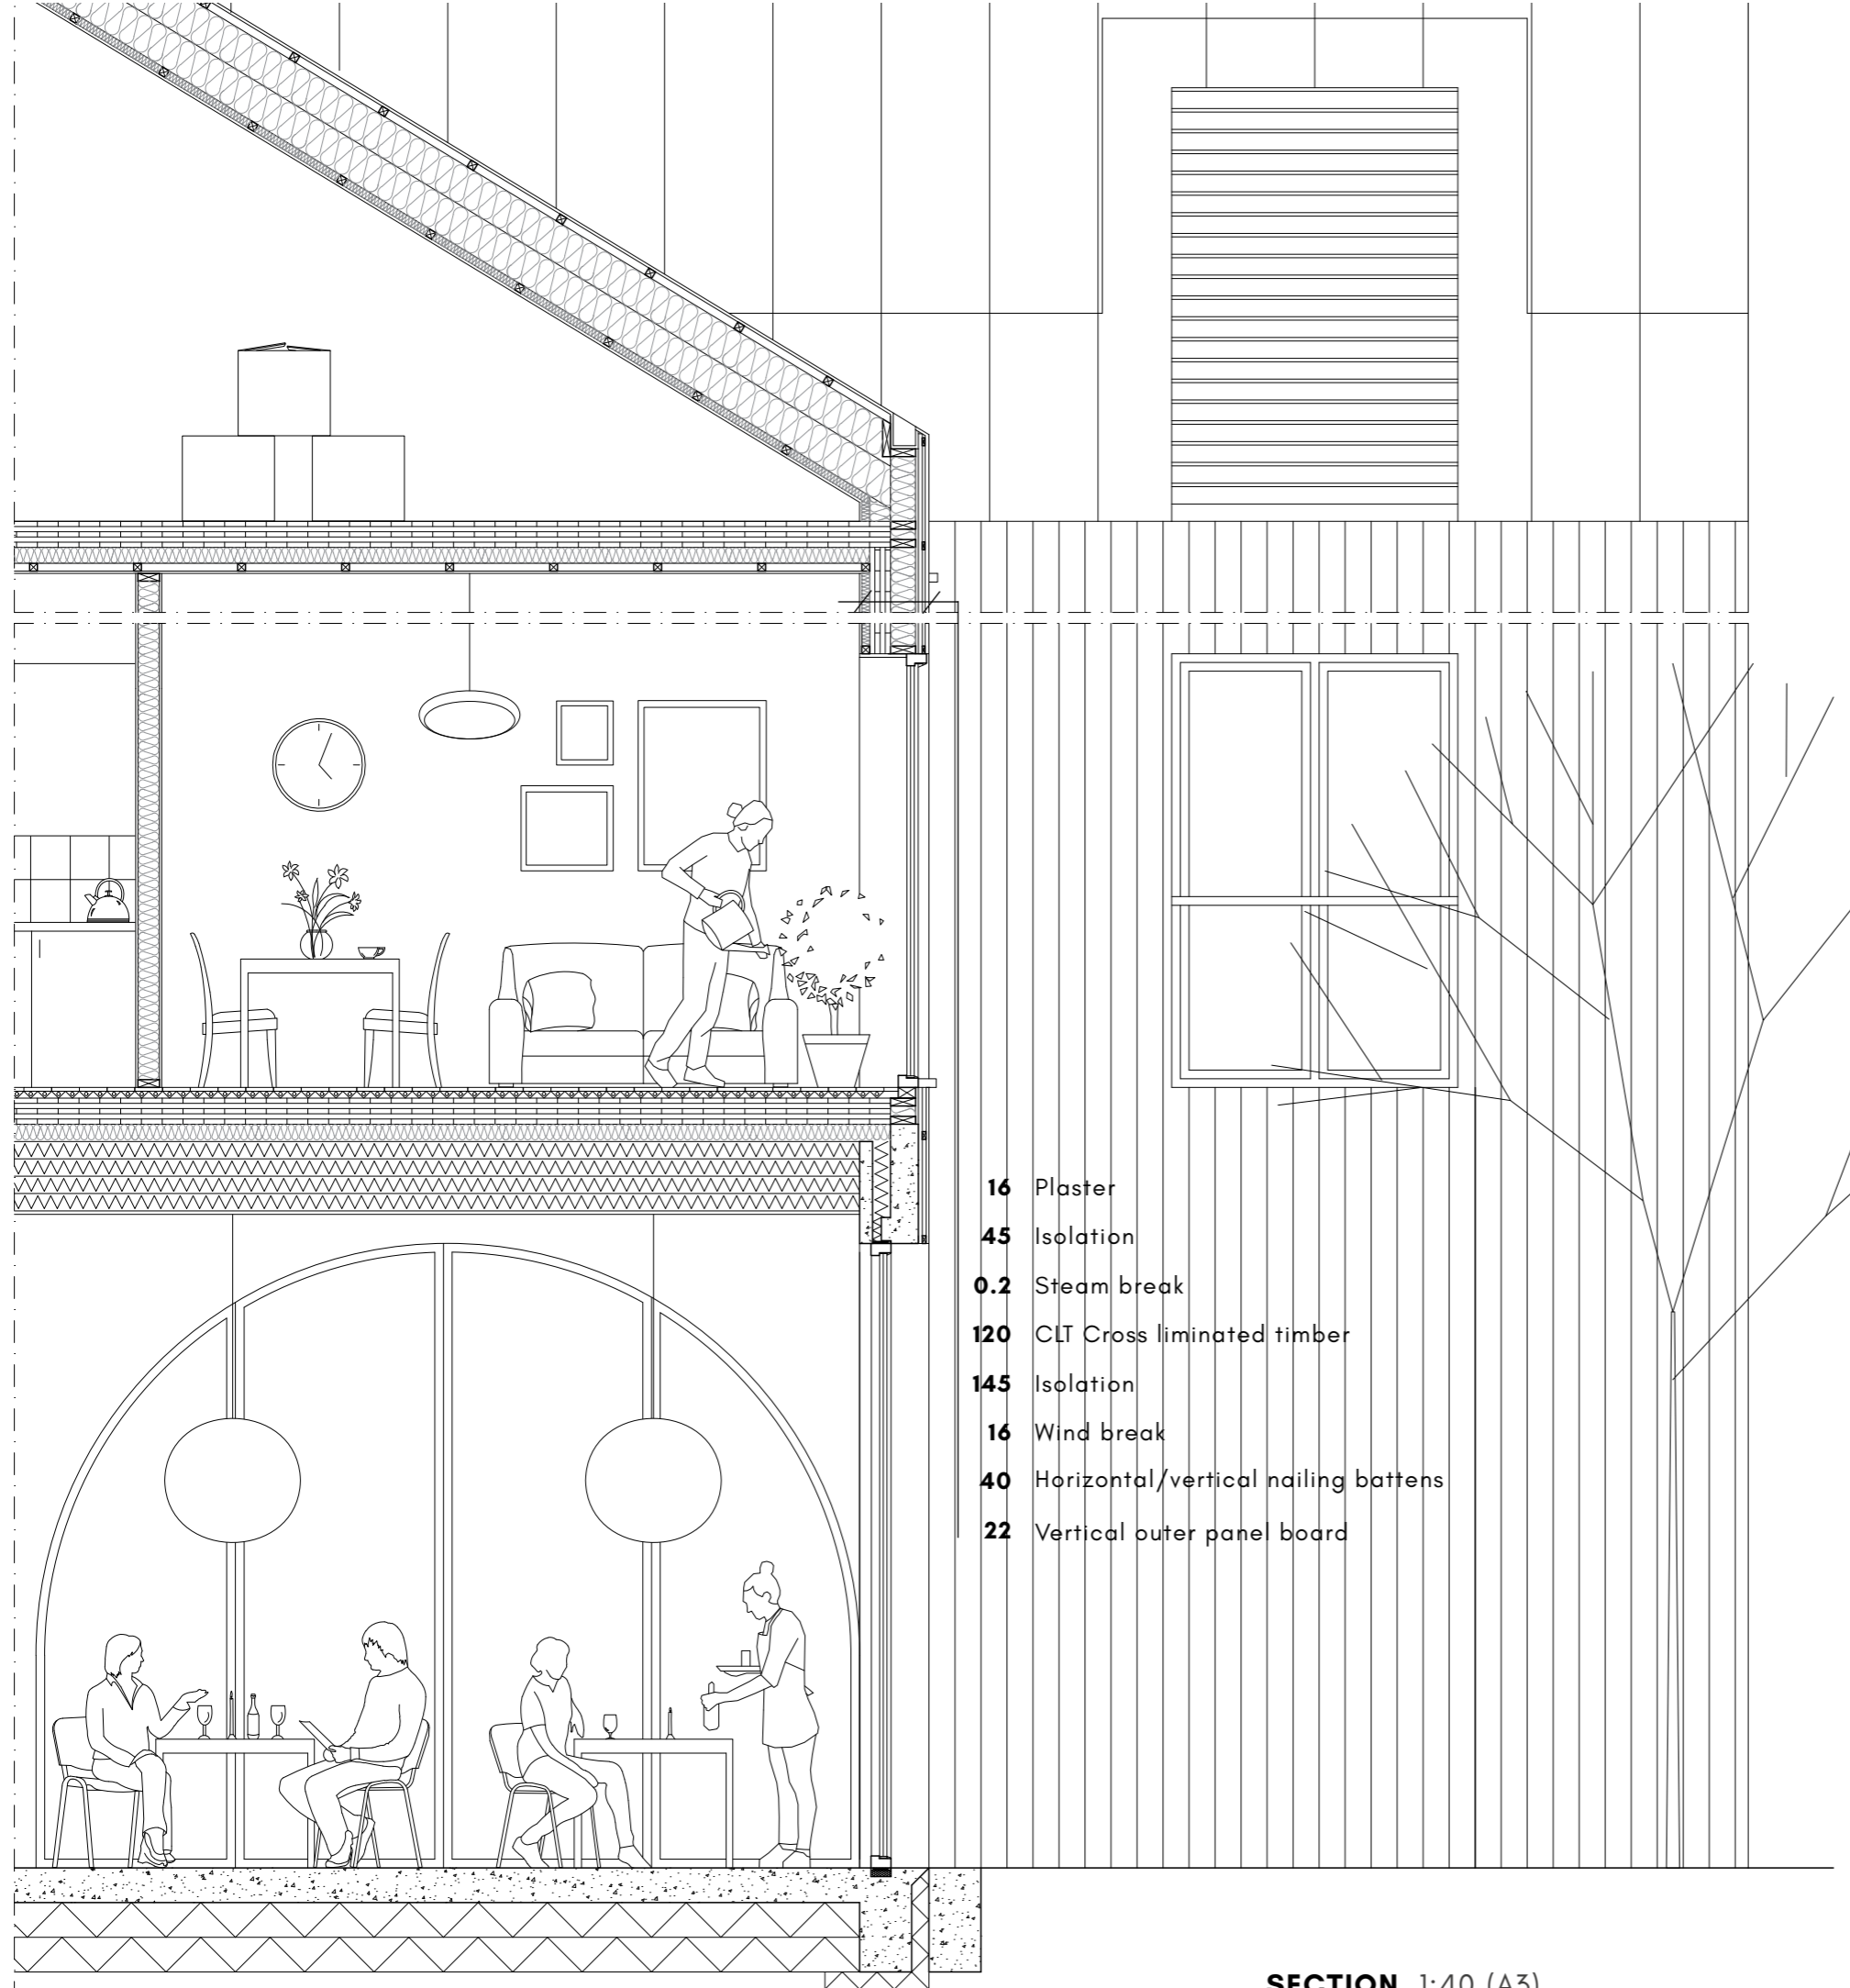 16 Plaster
45 Isolation
0.2 Steam break
120 CLT Cross liminated timber
145 Isolation
16 Wind break
40 Horizontal/vertical nailing battens
22 Vertical outer panel board
SECTION 1:40 (A3)